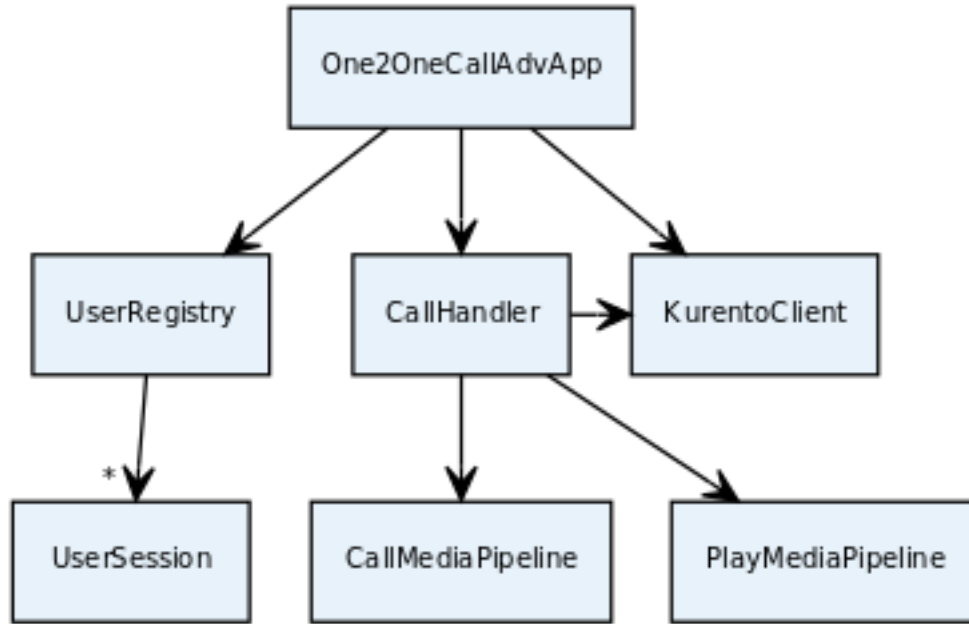 One2OneCallAdvApp
UserRegistry
CallHandler
KurentoClient
*
UserSession
CallMediaPipeline
PlayMediaPipeline